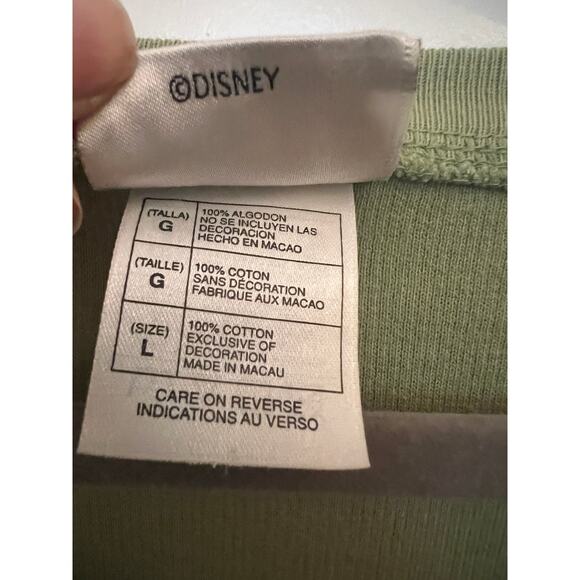 ©DISNEY
(TALLA) G
100% ALGODON
NO SE INCLUYEN LAS
DECORACION
HECHO EN MACAO
(TAILLE) G
100% COTON
SANS DÉCORATION
FABRIQUE AUX MACAO
(SIZE) L
100% COTTON
EXCLUSIVE OF
DECORATION
MADE IN MACAU
CARE ON REVERSE
INDICATIONS AU VERSO